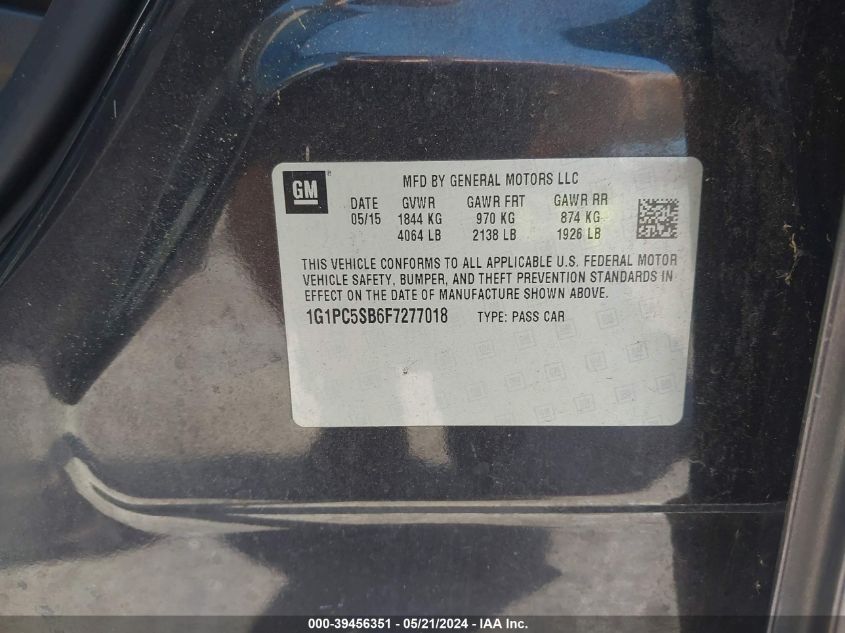 GM
MFD BY GENERAL MOTORS LLC
DATE GVWR GAWR FRT GAWR RR
05/15 1844 KG 970 KG 874 KG
4064 LB 2138 LB 1926 LB
THIS VEHICLE CONFORMS TO ALL APPLICABLE U.S. FEDERAL MOTOR
VEHICLE SAFETY, BUMPER, AND THEFT PREVENTION STANDARDS IN
EFFECT ON THE DATE OF MANUFACTURE SHOWN ABOVE.
1G1PC5SB6F7277018 TYPE: PASS CAR
000-39456351 / 05/21/2024 - IAA Inc.